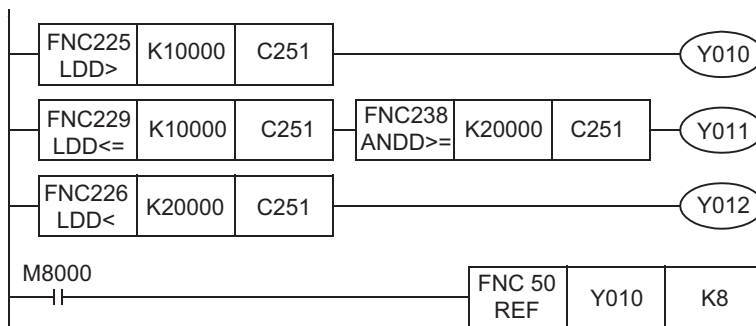 FNC225 LDD> K10000 C251 Y010
FNC229 LDD<= K10000 C251 FNC238 ANDD>= K20000 C251 Y011
FNC226 LDD< K20000 C251 Y012
M8000
FNC 50 REF Y010 K8